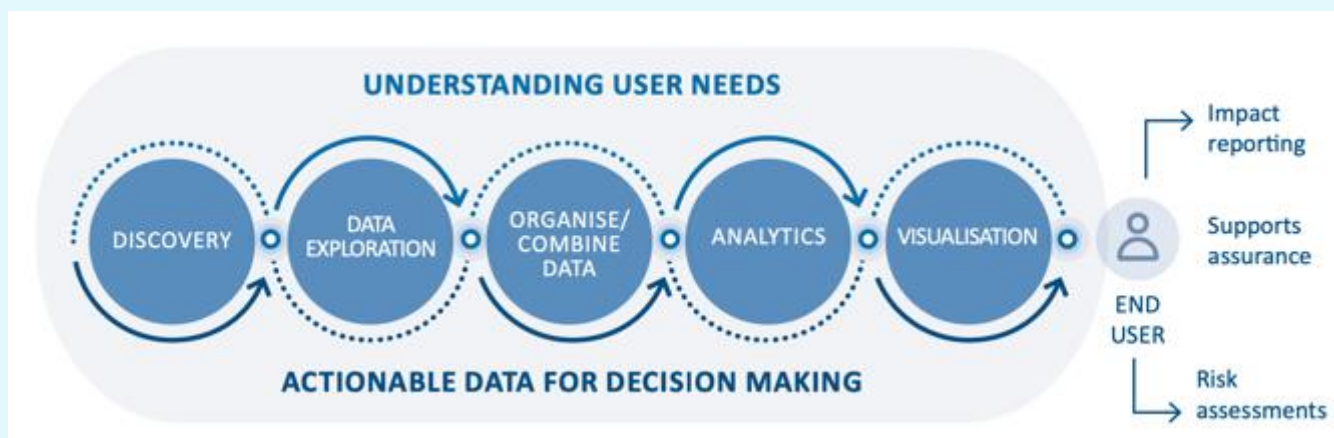 UNDERSTANDING USER NEEDS
DISCOVERY
DATA
EXPLORATION
ORGANISE/
COMBINE
DATA
ANALYTICS
VISUALISATION
ACTIONABLE DATA FOR DECISION MAKING
END
USER
Impact
reporting
Supports
assurance
Risk
assessments